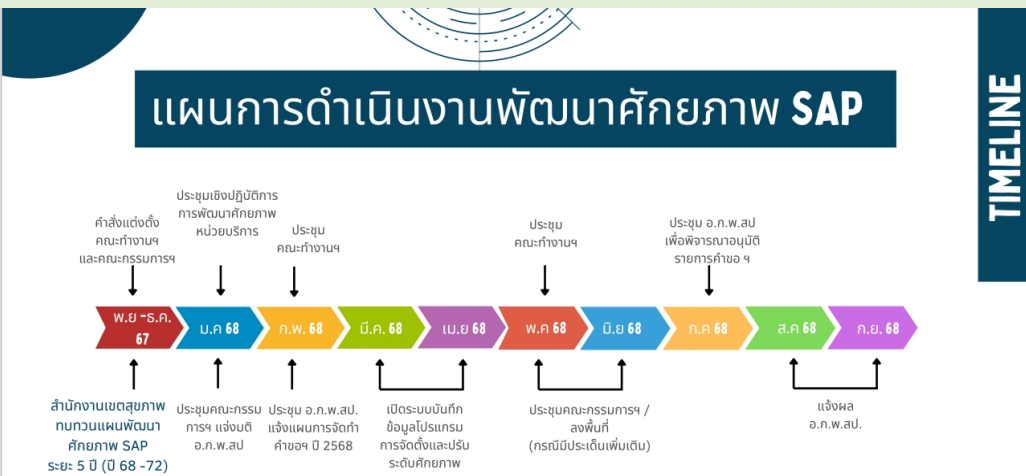 แผนการดำเนินงานพัฒนาศักยภาพ SAP
TIMELINE
คำสั่งแต่งตั้ง
คณะทำงานฯ
และคณะกรรมการฯ
ประชุมเชิงปฏิบัติการ
การพัฒนาศักยภาพ
หน่วยบริการ
ประชุม
คณะทำงานฯ
ประชุม
คณะทำงานฯ
ประชุม อ.ก.พ.สป
เพื่อพิจารณาอนุมัติ
รายการคำขอ ฯ
พ.ย -ธ.ค.
67
ม.ค 68
ก.พ. 68
มี.ค. 68
เม.ย 68
พ.ค 68
มิ.ย 68
ก.ค 68
ส.ค 68
ก.ย. 68
สำนักงานเขตสุขภาพ
ทบทวนแผนพัฒนา
ศักยภาพ SAP
ระยะ 5 ปี (ปี 68 -72)
ประชุมคณะกรรม
การฯ แจ่งมติ
อ.ก.พ.สป
ประชุม อ.ก.พ.สป.
แจ้งแผนการจัดทำ
คำขอฯ ปี 2568
เปิดระบบบันทึก
ข้อมูลโปรแกรม
การจัดตั้งและปรับ
ระดับศักยภาพ
ประชุมคณะกรรมการฯ /
ลงพื้นที่
(กรณีมีประเด็นเพิ่มเติม)
แจ้งผล
อ.ก.พ.สป.